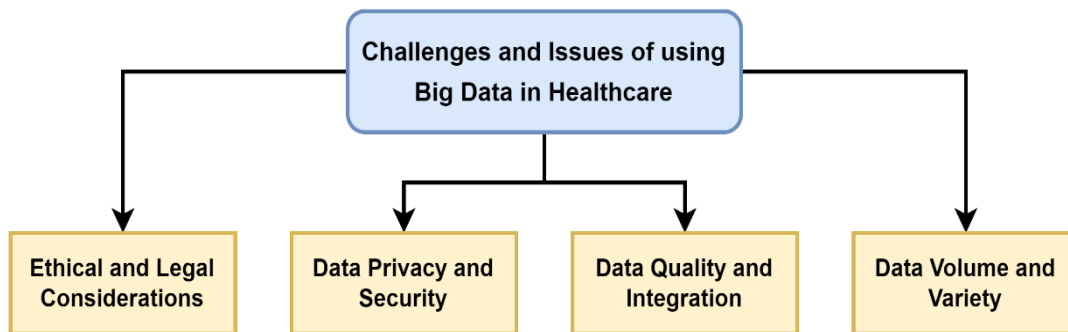 Challenges and Issues of using
Big Data in Healthcare
Ethical and Legal
Considerations
Data Privacy and
Security
Data Quality and
Integration
Data Volume and
Variety